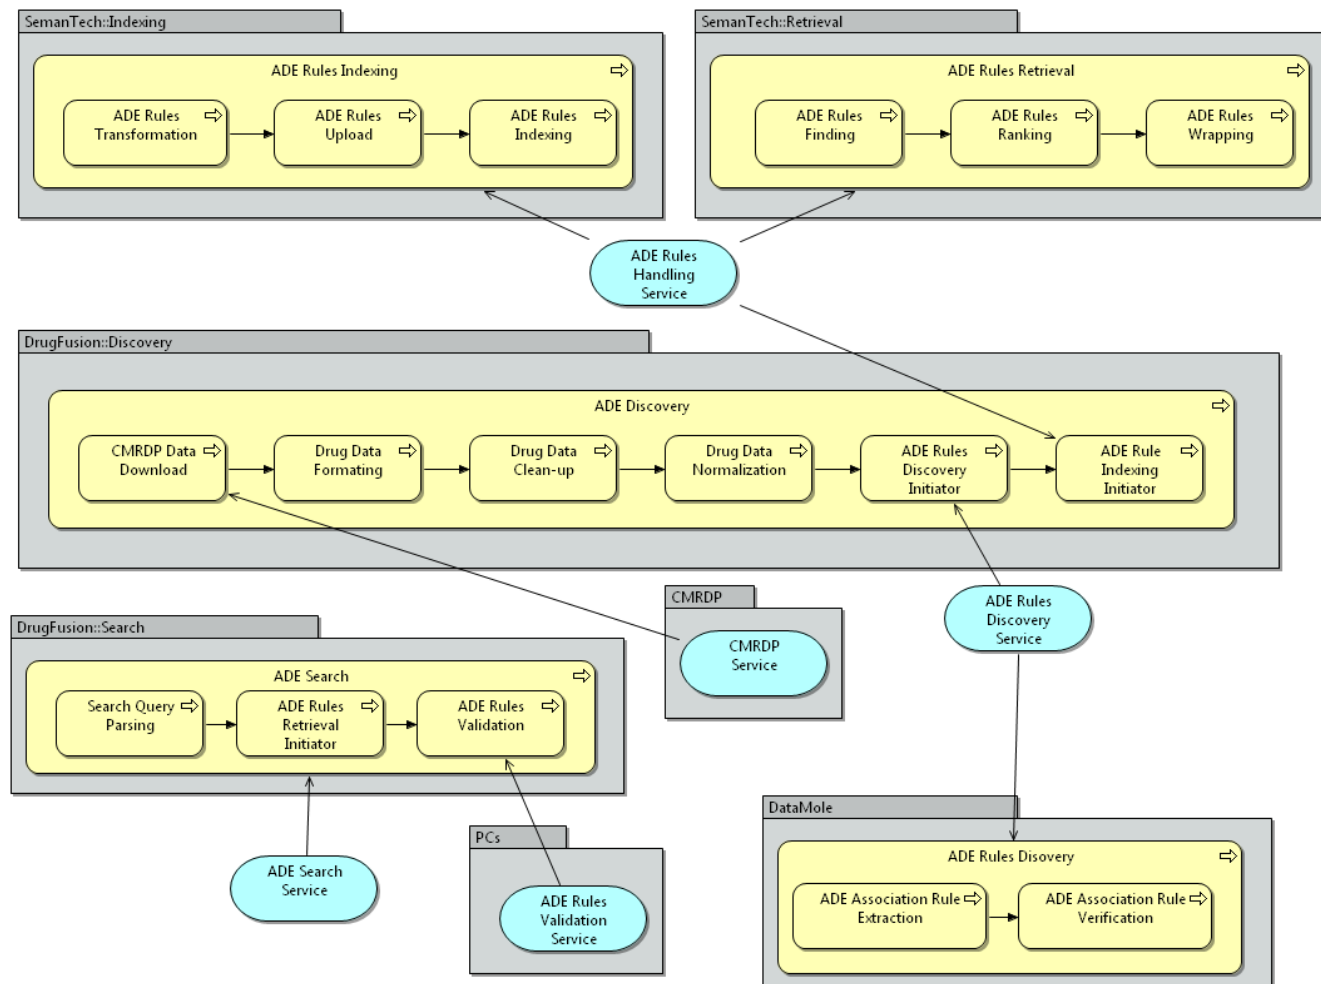 SemanTech::Indexing
ADE Rules Indexing
ADE Rules
Transformation
ADE Rules
Upload
ADE Rules
Indexing
SemanTech::Retrieval
ADE Rules Retrieval
ADE Rules
Finding
ADE Rules
Ranking
ADE Rules
Wrapping
ADE Rules
Handling
Service
DrugFusion::Discovery
ADE Discovery
CMRDP Data
Download
Drug Data
Formating
Drug Data
Clean-up
Drug Data
Normalization
ADE Rules
Discovery
Initiator
ADE Rule
Indexing
Initiator
CMRDP
CMRDP
Service
ADE Rules
Discovery
Service
DrugFusion::Search
ADE Search
Search Query
Parsing
ADE Rules
Retrieval
Initiator
ADE Rules
Validation
ADE Search
Service
PCs
ADE Rules
Validation
Service
DataMole
ADE Rules Disovery
ADE Association Rule
Extraction
ADE Association Rule
Verification